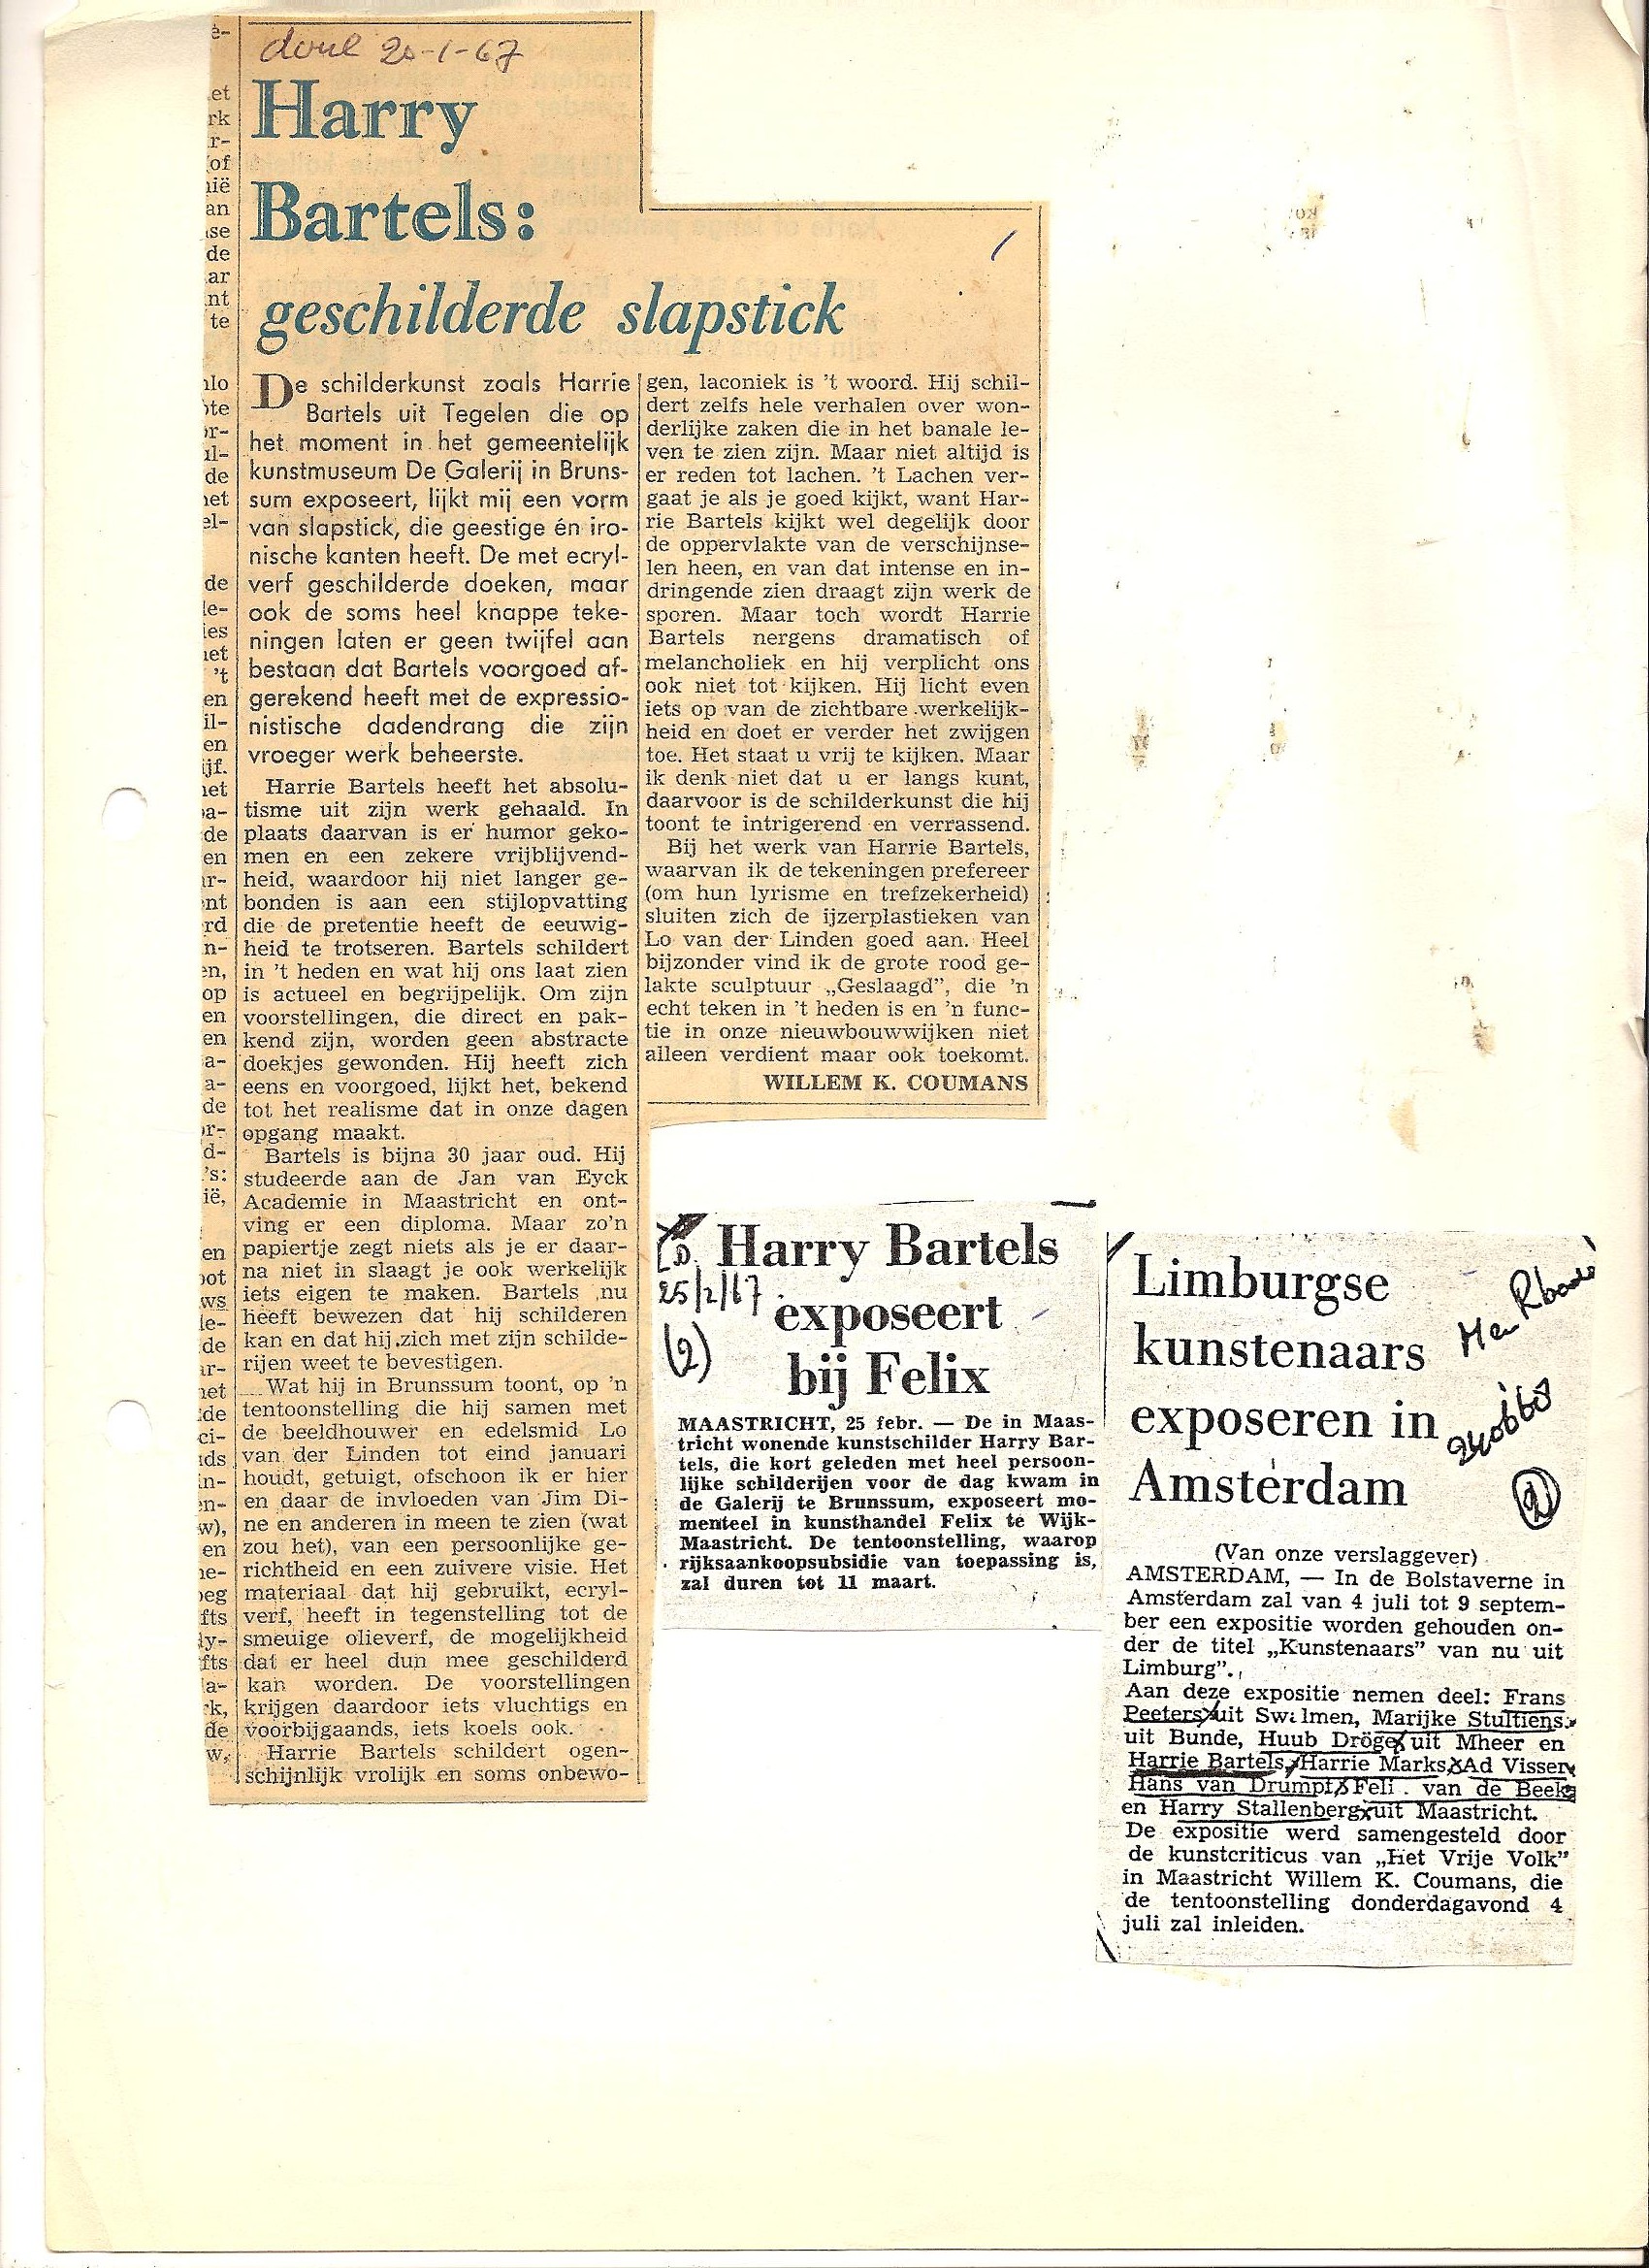 20-1-67
Harry
Bartels:
geschilderde slapstick
De schilderkunst zoals Harrie
Bartels uit Tegelen die op
het moment in het gemeentelijk
kunstmuseum De Galerij in Bruns-
sum exposeert, lijkt mij een vorm
van slapstick, die geestige én iro-
nische kanten heeft. De met ecryl-
verf geschilderde doeken, maar
ook de soms heel knappe teke-
ningen laten er geen twijfel aan
bestaan dat Bartels voorgoed af-
gerekend heeft met de expressio-
nistische dadendrang die zijn
vroeger werk beheerste.
Harrie Bartels heeft het absolu-
tisme uit zijn werk gehaald. In
plaats daarvan is er humor geko-
men en een zekere vrijblijvend-
heid, waardoor hij niet langer ge-
bonden is aan een stijlopvatting
die de pretentie heeft de eeuwig-
heid te trotseren. Bartels schildert
in 't heden en wat hij ons laat zien
is actueel en begrijpelijk. Om zijn
voorstellingen, die direct en pak-
kend zijn, worden geen abstracte
doekjes gewonden. Hij heeft zich
eens en voorgoed, lijkt het, bekend
tot het realisme dat in onze dagen
opgang maakt.
Bartels is bijna 30 jaar oud. Hij
studeerde aan de Jan van Eyck
Academie in Maastricht en ont-
ving er een diploma. Maar zo'n
papiertje zegt niets als je er daar-
na niet in slaagt je ook werkelijk
iets eigen te maken. Bartels nu
heeft bewezen dat hij schilderen
kan en dat hij zich met zijn schilde-
rijen weet te bevestigen.
Wat hij in Brunssum toont, op 'n
tentoonstelling die hij samen met
de beeldhouwer en edelsmid Lo
van der Linden tot eind januari
houdt, getuigt, ofschoon ik er hier
en daar de invloeden van Jim Di-
ne en anderen in meen te zien (wat
zou het), van een persoonlijke ge-
richtheid en een zuivere visie. Het
materiaal dat hij gebruikt, ecryl-
verf, heeft in tegenstelling tot de
smeuige olieverf, de mogelijkheid
dat er heel dun mee geschilderd
kan worden. De voorstellingen
krijgen daardoor iets vluchtigs en
voorbijgaands, iets koels ook.
Harrie Bartels schildert ogen-
schijnlijk vrolijk en soms onbewo-
gen, laconiek is 't woord. Hij schil-
dert zelfs hele verhalen over won-
derlijke zaken die in het banale le-
ven te zien zijn. Maar niet altijd is
er reden tot lachen. 't Lachen ver-
gaat je als je goed kijkt, want Har-
rie Bartels kijkt wel degelijk door
de oppervlakte van de verschijnse-
len heen, en van dat intense en in-
dringende zien draagt zijn werk de
sporen. Maar toch wordt Harrie
Bartels nergens dramatisch of
melancholiek en hij verplicht ons
ook niet tot kijken. Hij licht even
iets op van de zichtbare werkelijk-
heid en doet er verder het zwijgen
toe. Het staat u vrij te kijken. Maar
ik denk niet dat u er langs kunt,
daarvoor is de schilderkunst die hij
toont te intrigerend en verrassend.
Bij het werk van Harrie Bartels,
waarvan ik de tekeningen prefereer
(om hun lyrisme en trefzekerheid)
sluiten zich de ijzerplastieken van
Lo van der Linden goed aan. Heel
bijzonder vind ik de grote rood ge-
lakte sculptuur „Geslaagd”, die 'n
echt teken in 't heden is en 'n func-
tie in onze nieuwbouwwijken niet
alleen verdient maar ook toekomt.
WILLEM K. COUMANS
25/2/67
(2)
Harry Bartels
exposeert
bij Felix
MAASTRICHT, 25 febr. — De in Maas-
tricht wonende kunstschilder Harry Bar-
tels, die kort geleden met heel persoon-
lijke schilderijen voor de dag kwam in
de Galerij te Brunssum, exposeert mo-
menteel in kunsthandel Felix te Wijk-
Maastricht. De tentoonstelling, waarop
rijksaankoopsubsidie van toepassing is,
zal duren tot 11 maart.
Limburgse
kunstenaars
exposeren in
Amsterdam
(Van onze verslaggever)
AMSTERDAM, — In de Bolstaverne in
Amsterdam zal van 4 juli tot 9 septem-
ber een expositie worden gehouden on-
der de titel „Kunstenaars” van nu uit
Limburg”.
Aan deze expositie nemen deel: Frans
Peeters uit Swalmen, Marijke Stultiens
uit Bunde, Huub Dröge uit Mheer en
Harrie Bartels, Harrie Marks, Ad Visser,
Hans van Drumpt, van de Beek
en Harry Stallenberg uit Maastricht.
De expositie werd samengesteld door
de kunstcriticus van „Het Vrije Volk”
in Maastricht Willem K. Coumans, die
de tentoonstelling donderdagavond 4
juli zal inleiden.